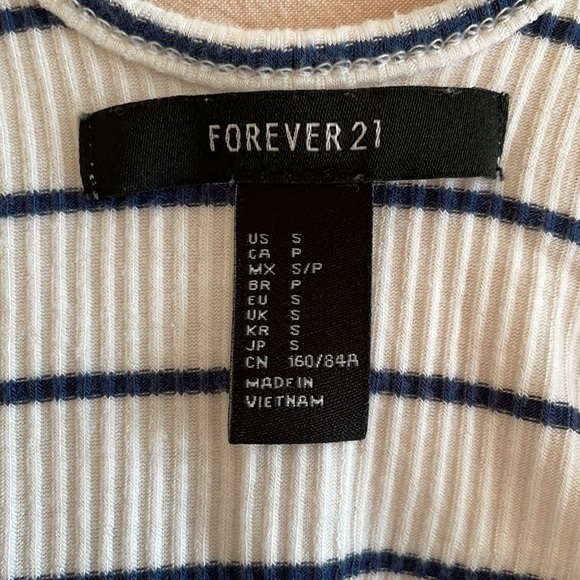 FOREVER 21
US S
CA P
MX S/P
BR P
EU S
UK S
KR S
JP S
CN 160/84A
MADE IN
VIETNAM